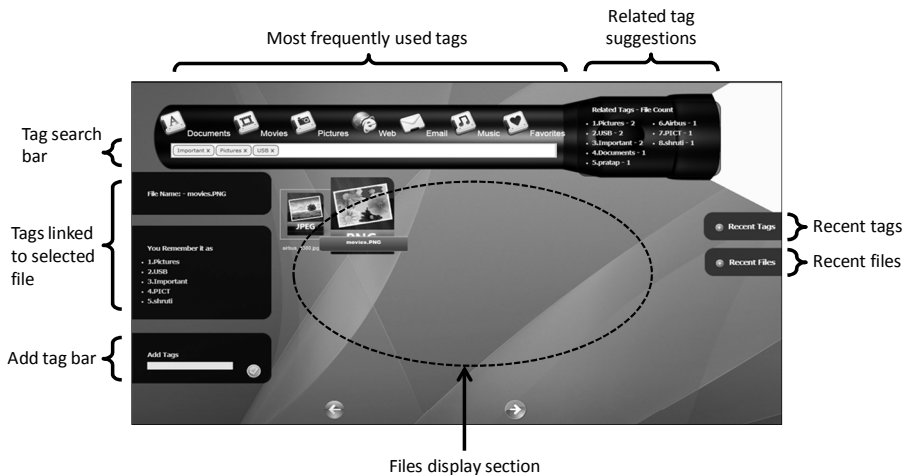 Most frequently used tags
Related tag
suggestions
Tag search
bar
Documents
Movies
Pictures
Web
Email
Music
Favorites
Important x
Pictures x
USB x
Related Tags - File Count
1.Pictures - 2
2.USB - 2
3.Important - 2
4.Documents - 1
5.pratap - 1
6.Airbus - 1
7.PICT - 1
8.shruti - 1
Tags linked
to selected
file
File Name: - movies.PNG
You Remember it as
1.Pictures
2.USB
3.Important
4.PICT
5.shruti
JPEG
PNG
movies.PNG
Recent Tags
Recent Files
Recent tags
Recent files
Add tag bar
Add Tags
Files display section